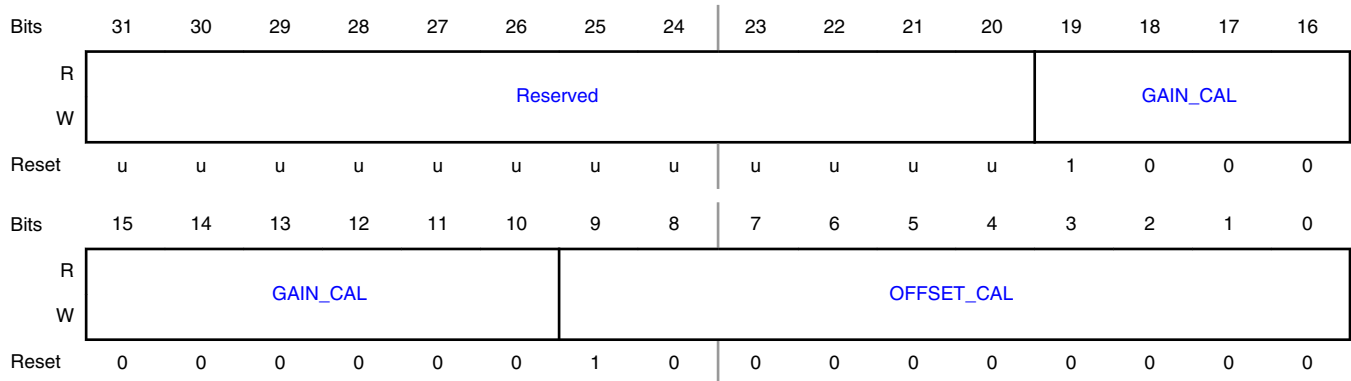 Bits 31 30 29 28 27 26 25 24 23 22 21 20 19 18 17 16
R
Reserved GAIN_CAL
W
Reset u u u u u u u u u u u u 1 0 0 0
Bits 15 14 13 12 11 10 9 8 7 6 5 4 3 2 1 0
R
GAIN_CAL OFFSET_CAL
W
Reset 0 0 0 0 0 0 1 0 0 0 0 0 0 0 0 0